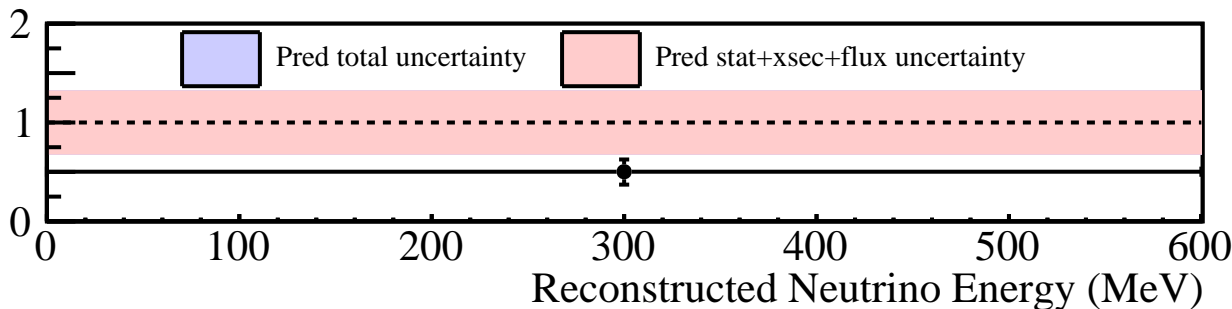 2
Pred total uncertainty Pred stat+xsec+flux uncertainty
1
0
0 100 200 300 400 500 600
Reconstructed Neutrino Energy (MeV)